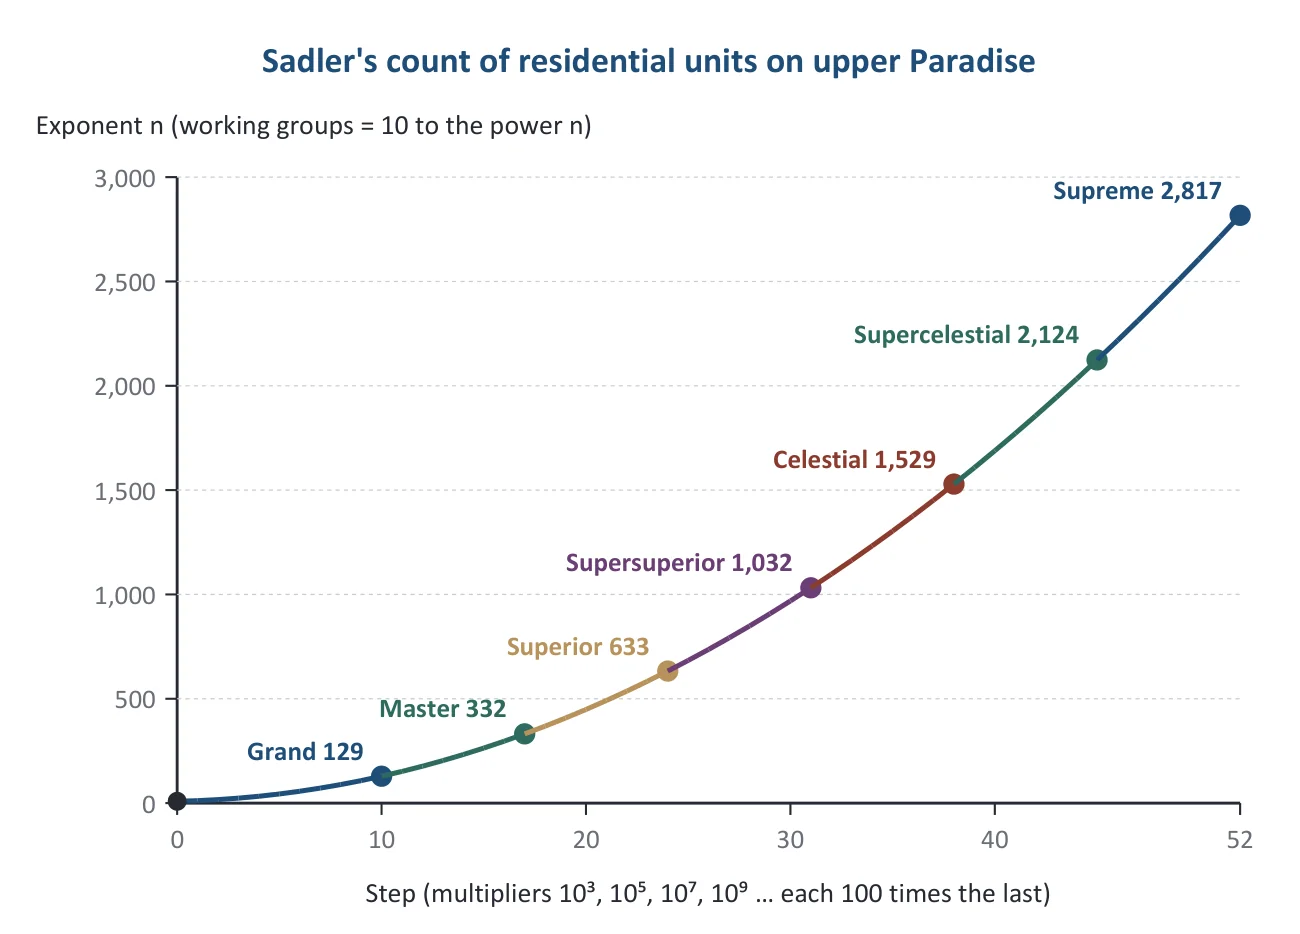 Sadler's count of residential units on upper Paradise
Exponent n (working groups = 10 to the power n)
3,000
Supreme 2,817
2,500
Supercelestial 2,124
2,000
Celestial 1,529
1,500
Supersuperior 1,032
1,000
Superior 633
500
Master 332
Grand 129
0
0 10 20 30 40 52
Step (multipliers 10³, 10⁵, 10⁷, 10⁹ … each 100 times the last)